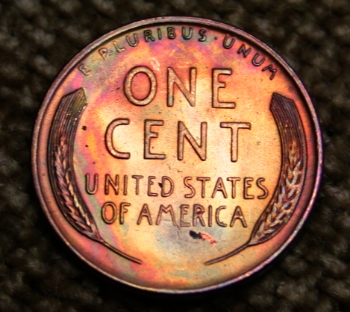 E·PLURIBUS·UNUM
ONE
CENT
UNITED STATES
OF AMERICA